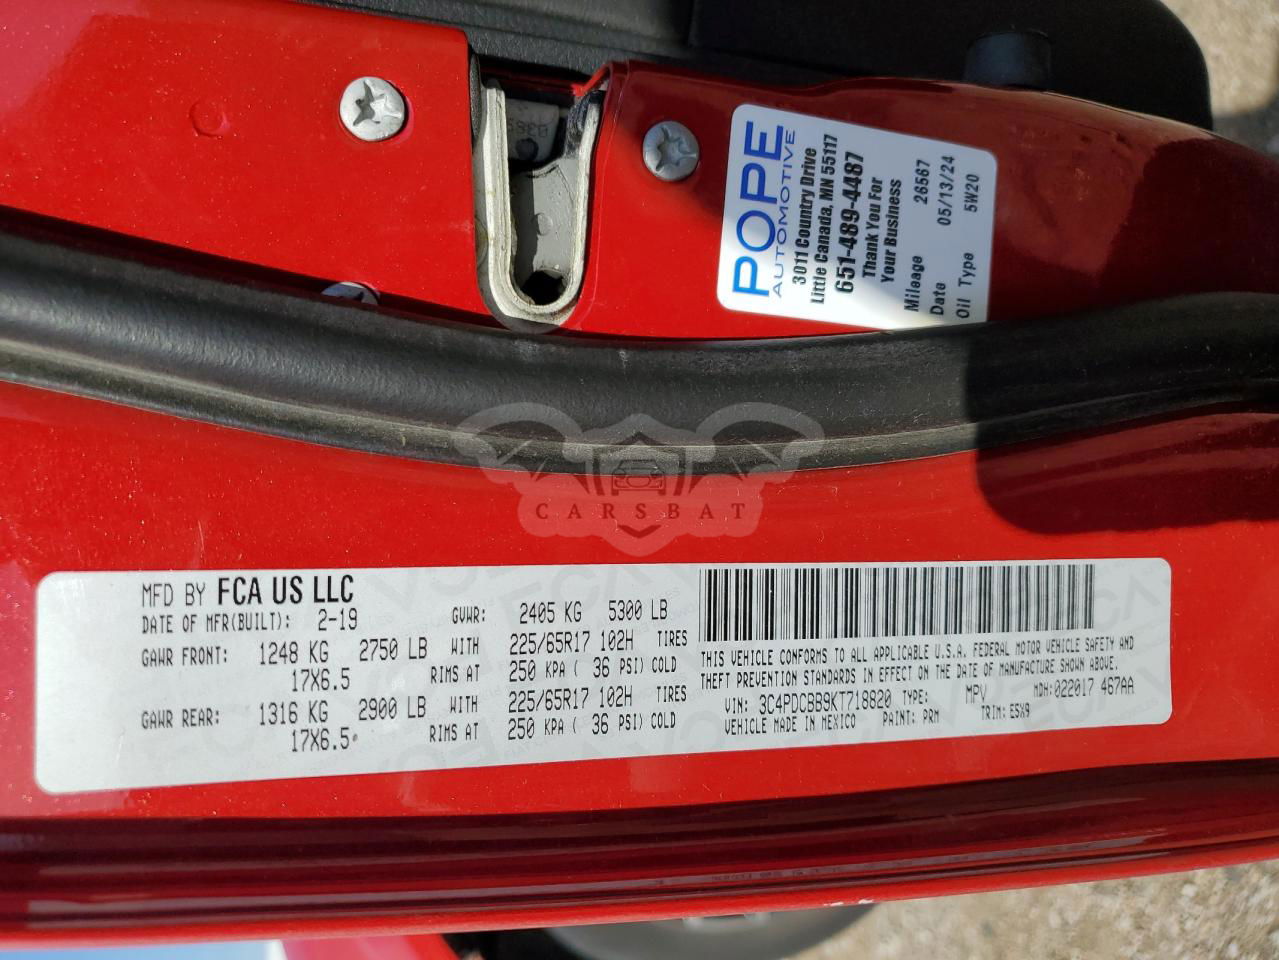 POPE
AUTOMOTIVE
3011 Country Drive
Little Canada, MN 55117
651-489-4487
Thank You For
Your Business
Mileage 26567
Date 05/13/24
Oil Type 5W20
CARSBAT
MFD BY FCA US LLC
DATE OF MFR(BUILT): 2-19 GVWR: 2405 KG 5300 LB
GAWR FRONT: 1248 KG 2750 LB WITH 225/65R17 102H TIRES
17X6.5 RIMS AT 250 KPA ( 36 PSI) COLD
GAWR REAR: 1316 KG 2900 LB WITH 225/65R17 102H TIRES
17X6.5 RIMS AT 250 KPA ( 36 PSI) COLD
THIS VEHICLE CONFORMS TO ALL APPLICABLE U.S.A. FEDERAL MOTOR VEHICLE SAFETY AND
THEFT PREVENTION STANDARDS IN EFFECT ON THE DATE OF MANUFACTURE SHOWN ABOVE.
VIN: 3C4PDCBB9KT718820 TYPE: MPV MDH:022017 467AA
VEHICLE MADE IN MEXICO PAINT: PRM TRIM: E5X9